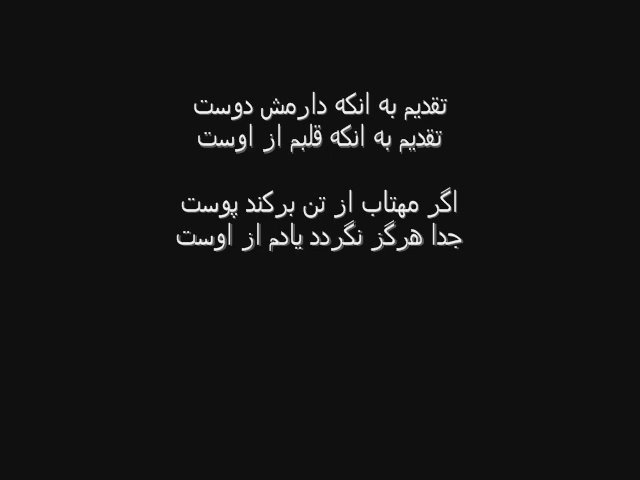 تقدیم به انکه دارمش دوست
تقدیم به انکه قلبم از اوست
اگر مهتاب از تن برکند پوست
جدا هرگز نگردد یادم از اوست